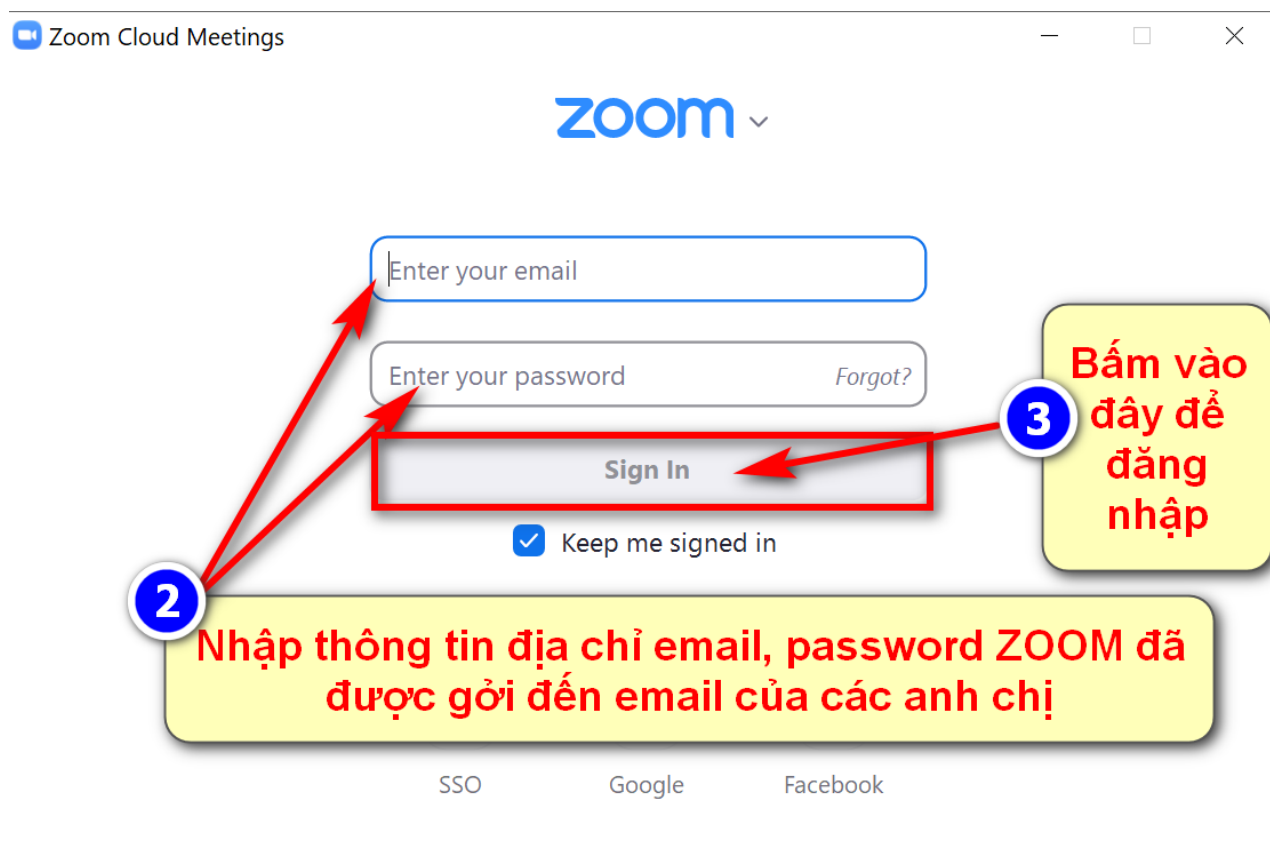 Zoom Cloud Meetings
zoom
Enter your email
Enter your password Forgot?
Sign In
Keep me signed in
3
Bấm vào
đây để
đăng
nhập
2
Nhập thông tin địa chỉ email, password ZOOM đã
được gởi đến email của các anh chị
SSO Google Facebook